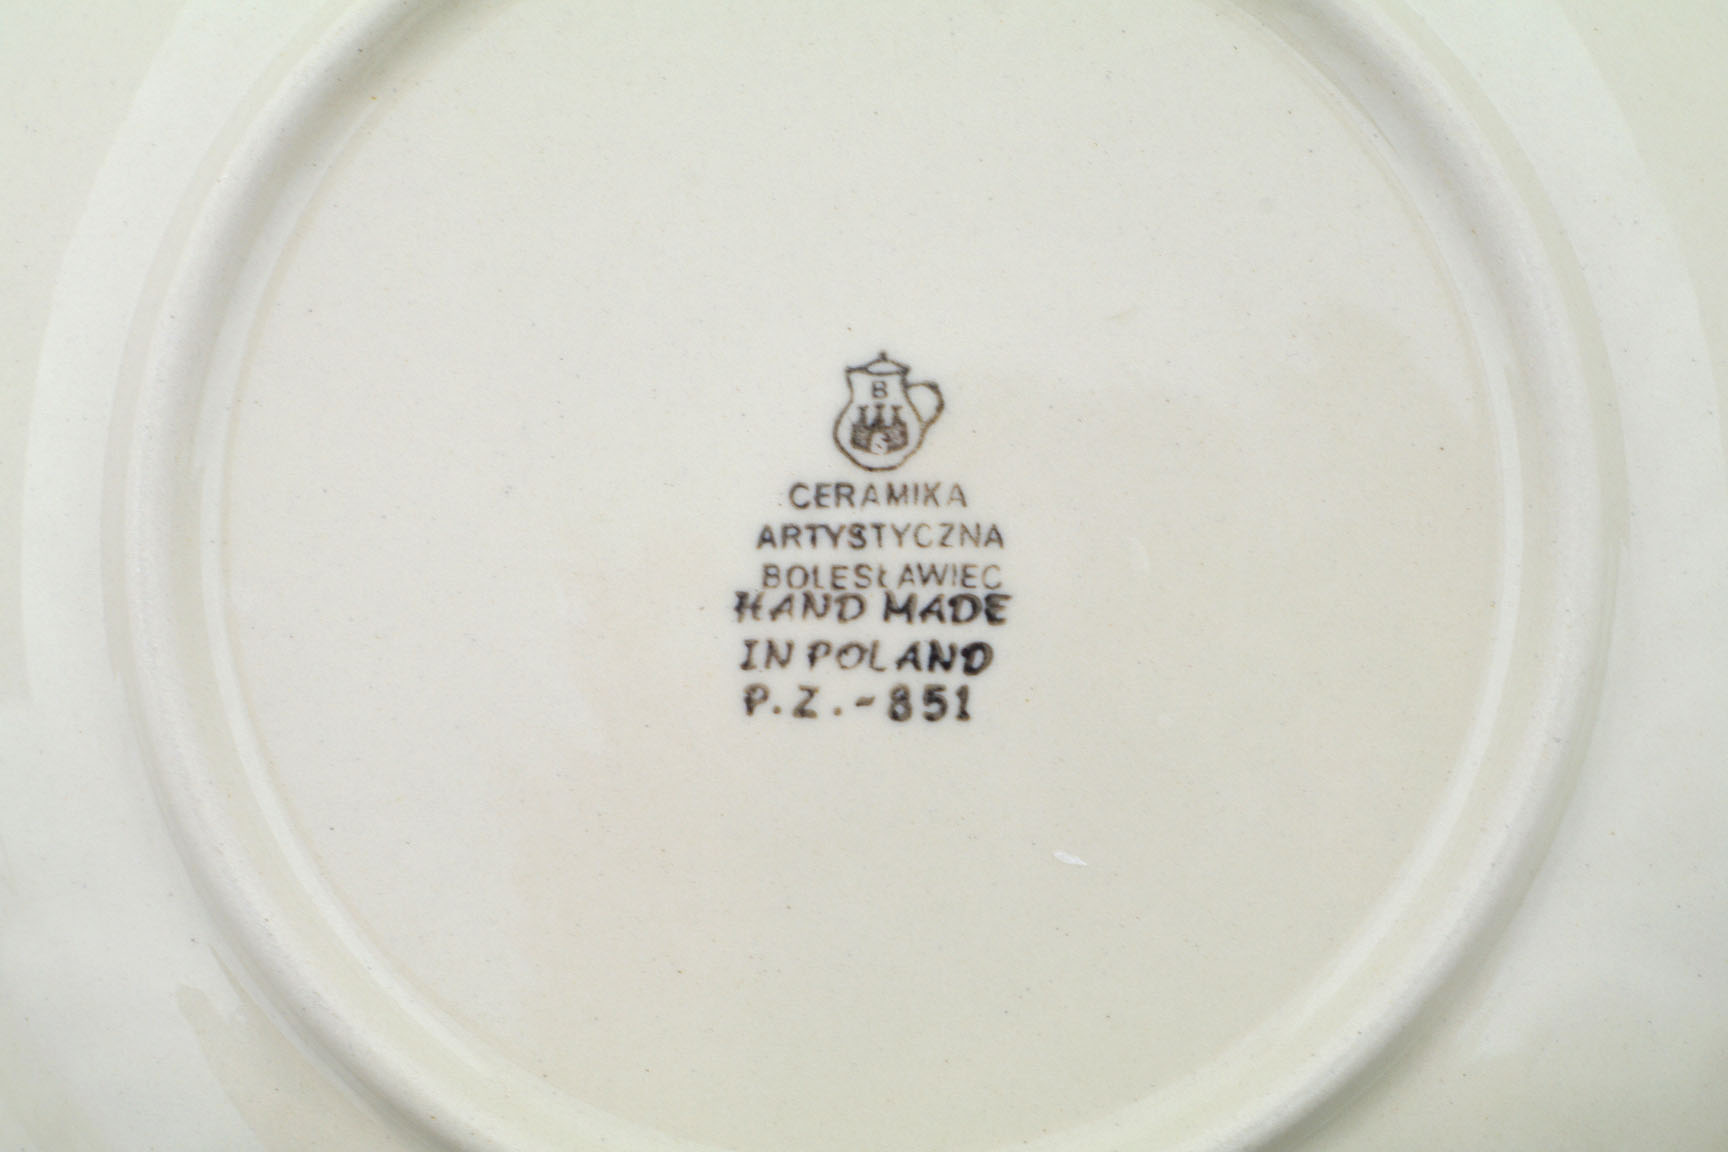 B
CERAMIKA
ARTYSTYCZNA
BOLESŁAWIEC
HAND MADE
IN POLAND
P.Z.-851